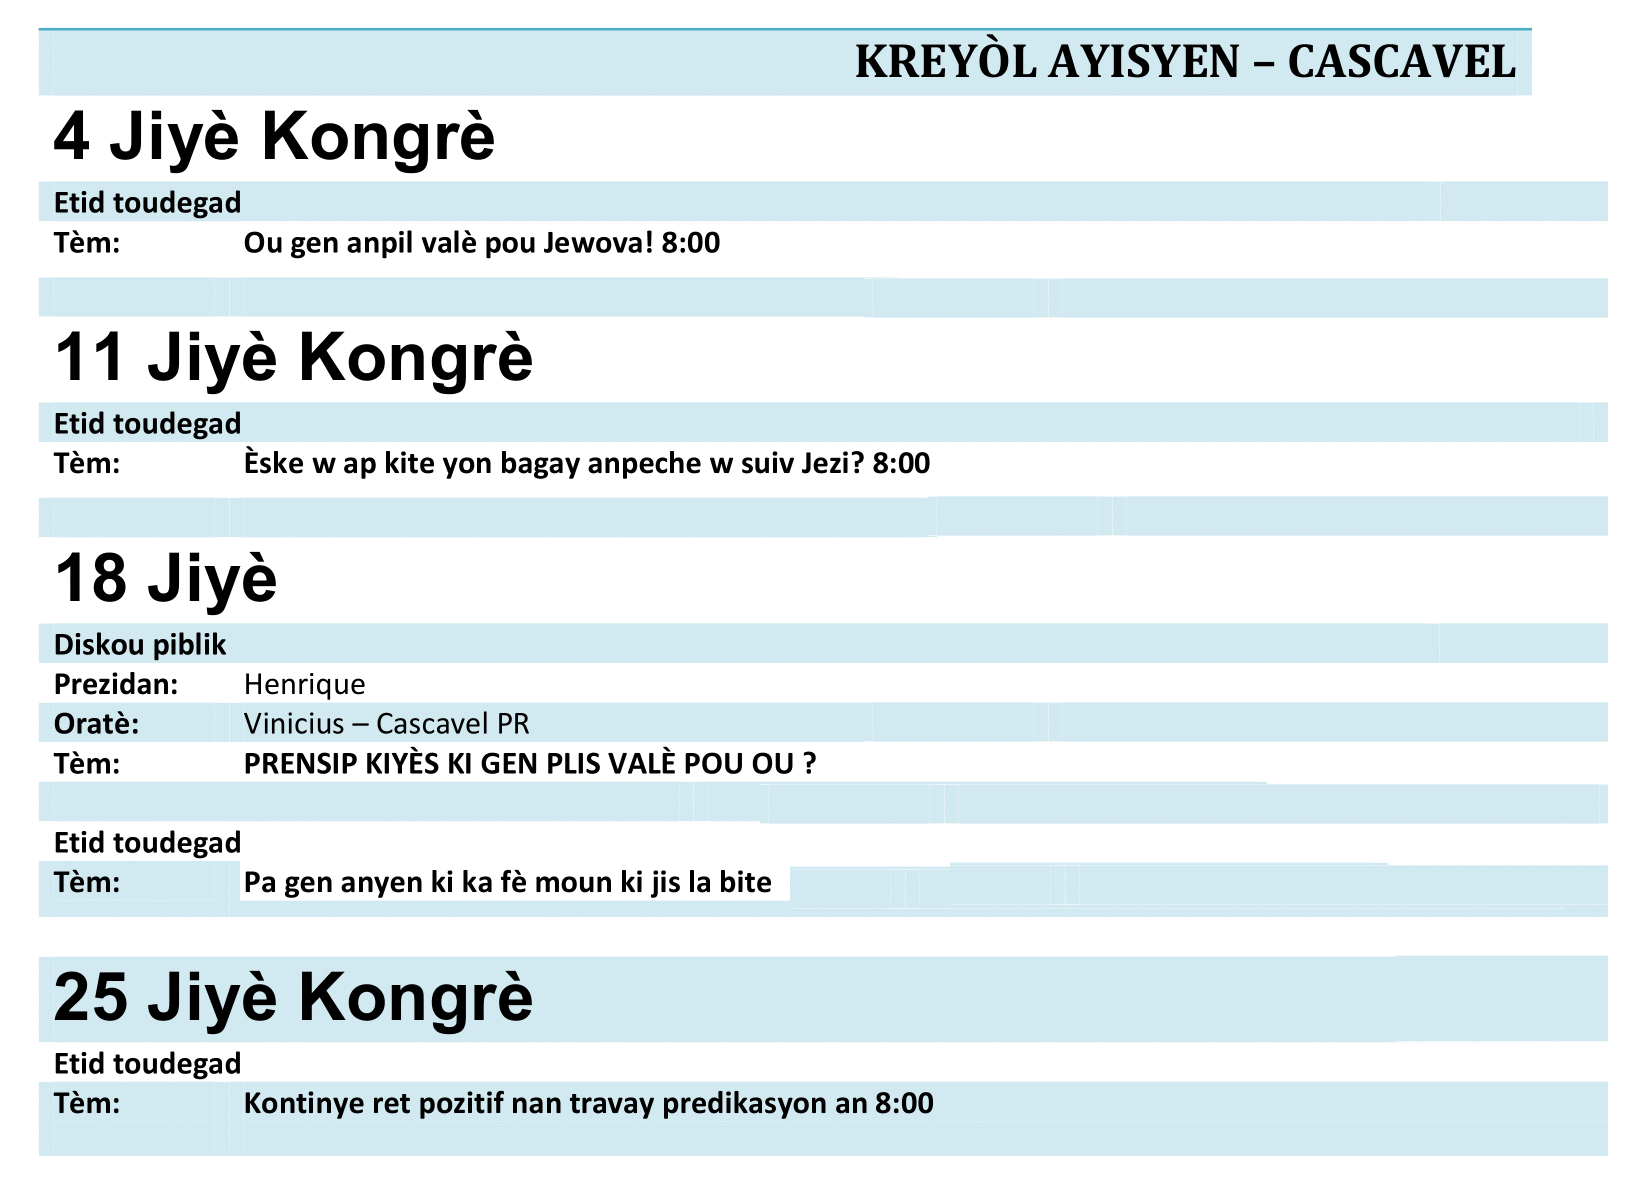 KREYÒL AYISYEN – CASCAVEL
4 Jiyè Kongrè
Etid toudegad
Tèm: Ou gen anpil valè pou Jewova! 8:00
11 Jiyè Kongrè
Etid toudegad
Tèm: Èske w ap kite yon bagay anpeche w suiv Jezi? 8:00
18 Jiyè
Diskou piblik
Prezidan: Henrique
Oratè: Vinicius – Cascavel PR
Tèm: PRENSIP KIYÈS KI GEN PLIS VALÈ POU OU ?
Etid toudegad
Tèm: Pa gen anyen ki ka fè moun ki jis la bite
25 Jiyè Kongrè
Etid toudegad
Tèm: Kontinye ret pozitif nan travay predikasyon an 8:00